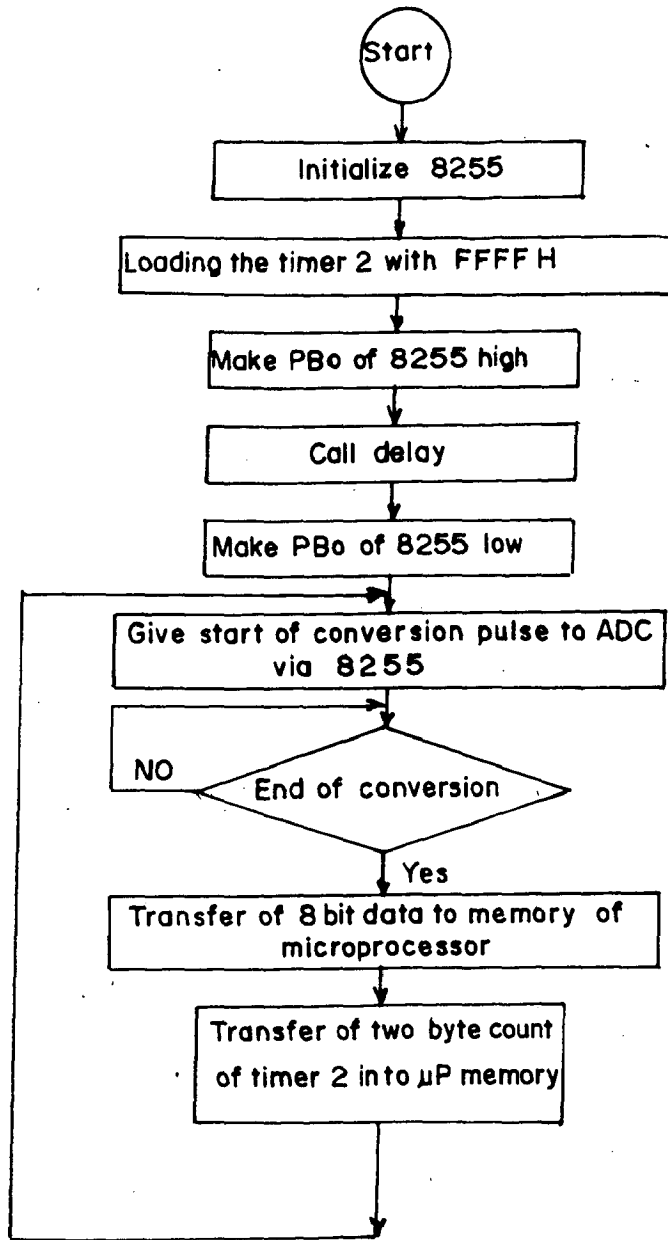 Start
Initialize 8255
Loading the timer 2 with FFFF H
Make PBo of 8255 high
Call delay
Make PBo of 8255 low
Give start of conversion pulse to ADC
via 8255
NO
End of conversion
Yes
Transfer of 8 bit data to memory of
microprocessor
Transfer of two byte count
of timer 2 in to µP memory